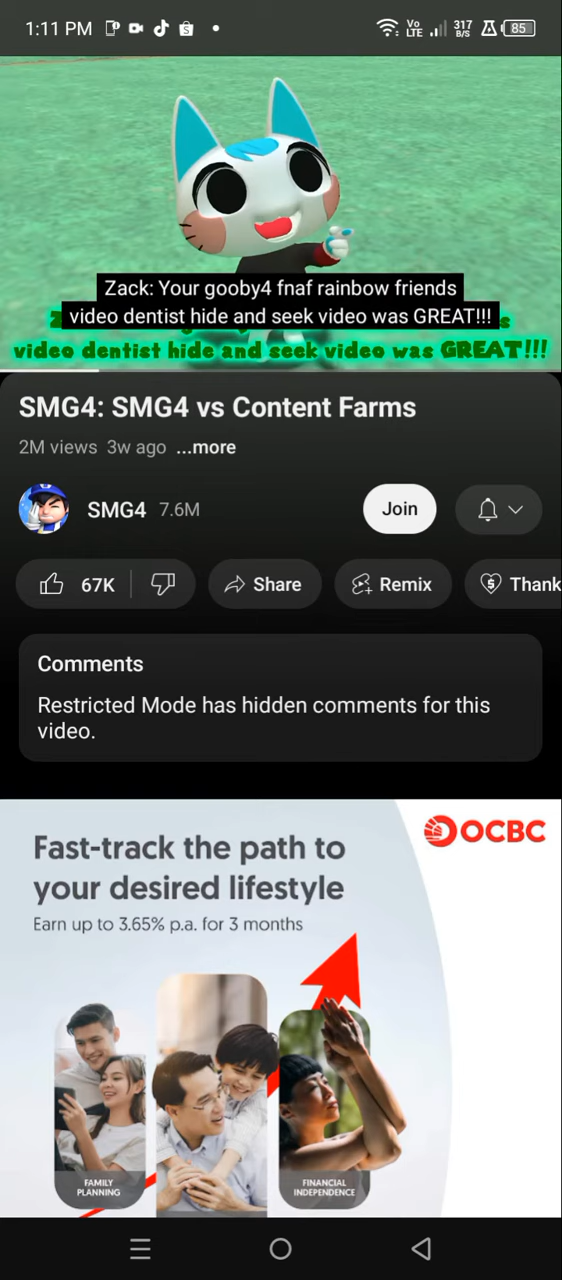 1:11 PM
Vo
LTE
317
B/S
85
Zack: Your gooby4 fnaf rainbow friends
video dentist hide and seek video was GREAT!!!
video dentist hide and seek video was GREAT!!!
SMG4: SMG4 vs Content Farms
2M views 3w ago ...more
SMG4 7.6M
Join
67K
Share
Remix
Thank
Comments
Restricted Mode has hidden comments for this
video.
OCBC
Fast-track the path to
your desired lifestyle
Earn up to 3.65% p.a. for 3 months
FAMILY
PLANNING
FINANCIAL
INDEPENDENCE